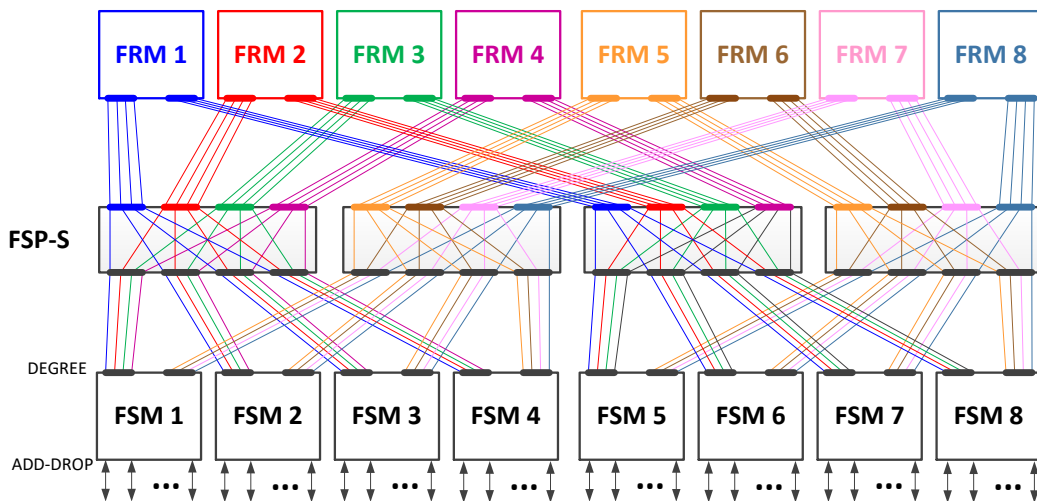 FRM 1 FRM 2 FRM 3 FRM 4 FRM 5 FRM 6 FRM 7 FRM 8
FSP-S
DEGREE
FSM 1 FSM 2 FSM 3 FSM 4 FSM 5 FSM 6 FSM 7 FSM 8
ADD-DROP
... ... ... ... ... ... ... ...